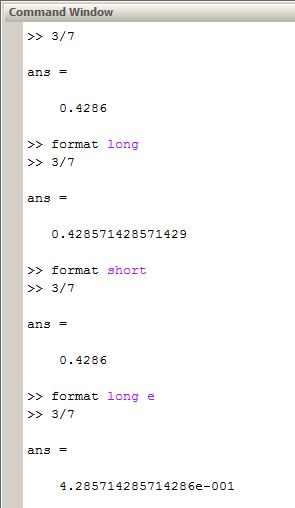 Command Window
>> 3/7
ans =
0.4286
>> format long
>> 3/7
ans =
0.428571428571429
>> format short
>> 3/7
ans =
0.4286
>> format long e
>> 3/7
ans =
4.285714285714286e-001